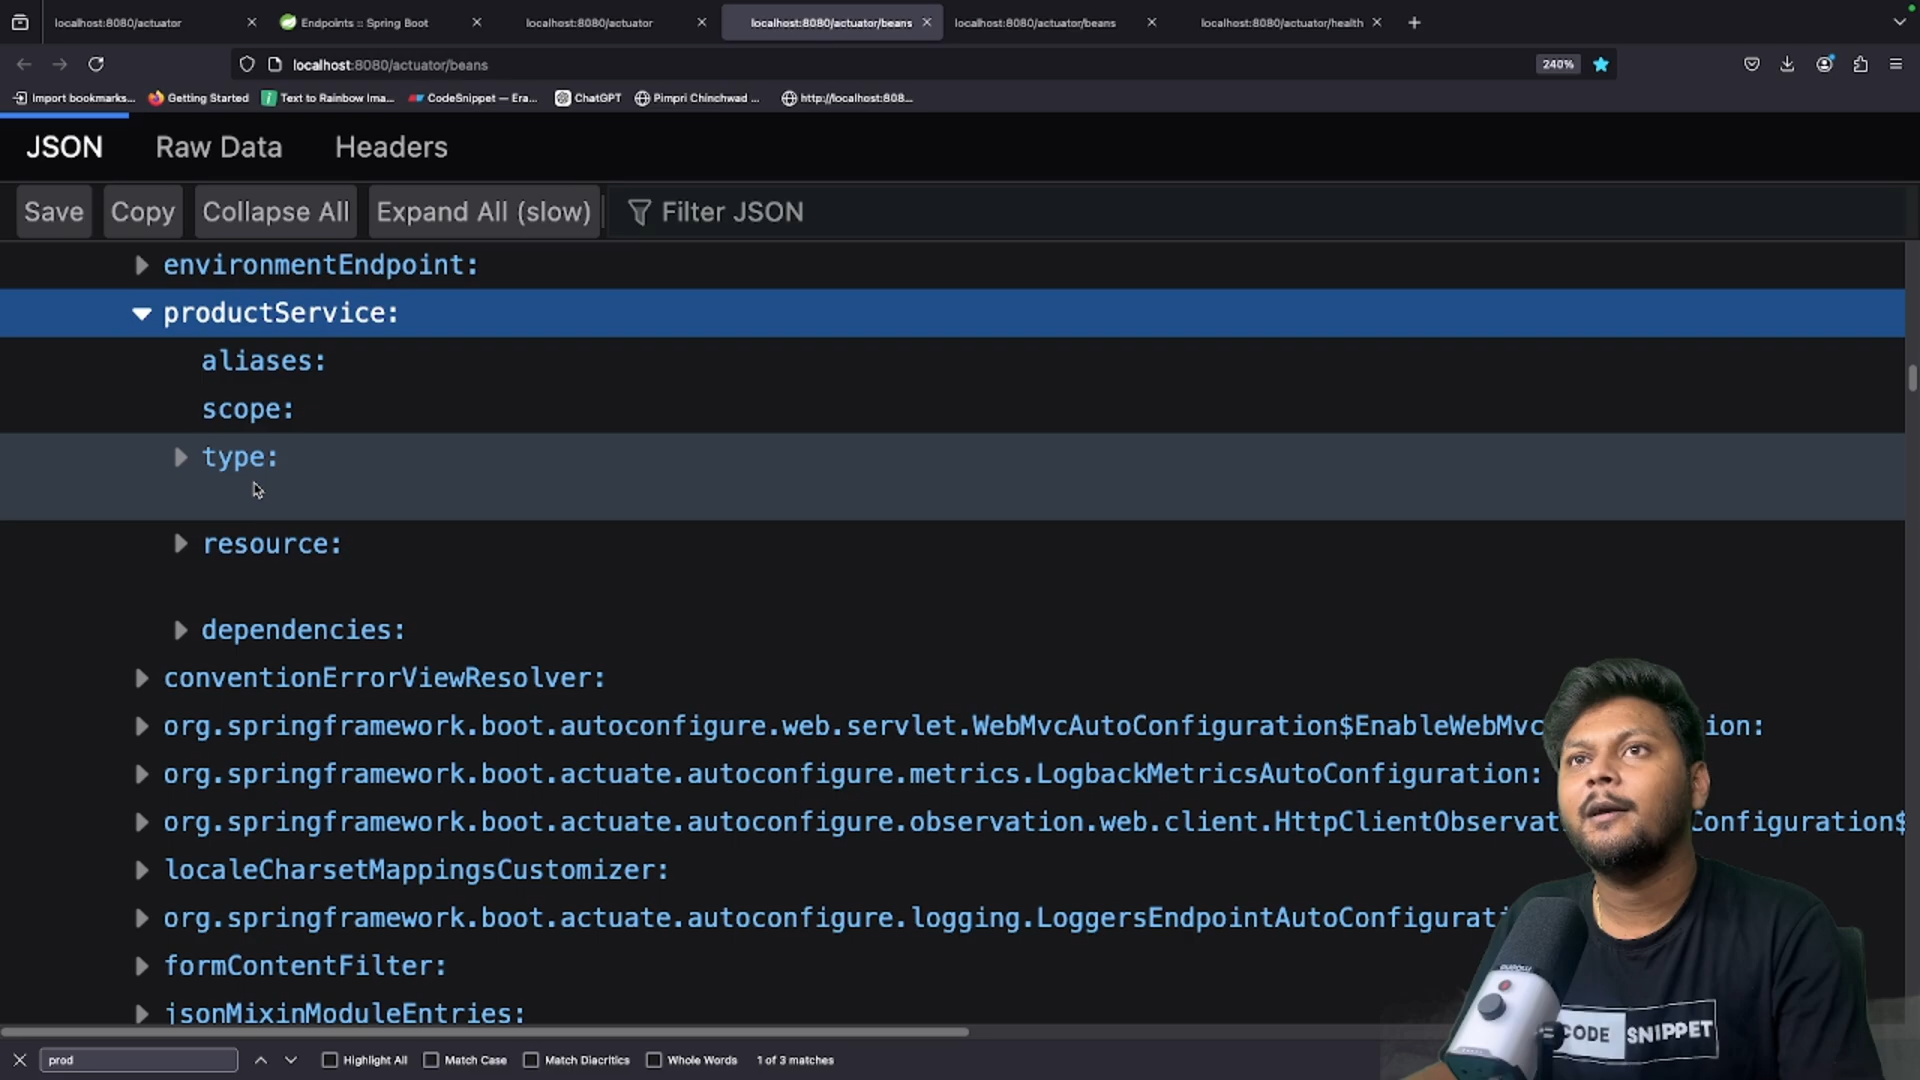 localhost:8080/actuator
Endpoints :: Spring Boot
localhost:8080/actuator
localhost:8080/actuator/beans
localhost:8080/actuator/beans
localhost:8080/actuator/health
localhost:8080/actuator/beans
240%
Import bookmarks...
Getting Started
Text to Rainbow Ima...
CodeSnippet — Era...
ChatGPT
Pimpri Chinchwad ...
http://localhost:808...
JSON
Raw Data
Headers
Save
Copy
Collapse All
Expand All (slow)
Filter JSON
environmentEndpoint:
productService:
aliases:
scope:
type:
resource:
dependencies:
conventionErrorViewResolver:
org.springframework.boot.autoconfigure.web.servlet.WebMvcAutoConfiguration$EnableWebMvc ion:
org.springframework.boot.actuate.autoconfigure.metrics.LogbackMetricsAutoConfiguration:
org.springframework.boot.actuate.autoconfigure.observation.web.client.HttpClientObservat Configuration$
localeCharsetMappingsCustomizer:
org.springframework.boot.actuate.autoconfigure.logging.LoggersEndpointAutoConfigurati
formContentFilter:
jsonMixinModuleEntries:
CODE SNIPPET
prod
Highlight All
Match Case
Match Diacritics
Whole Words
1 of 3 matches